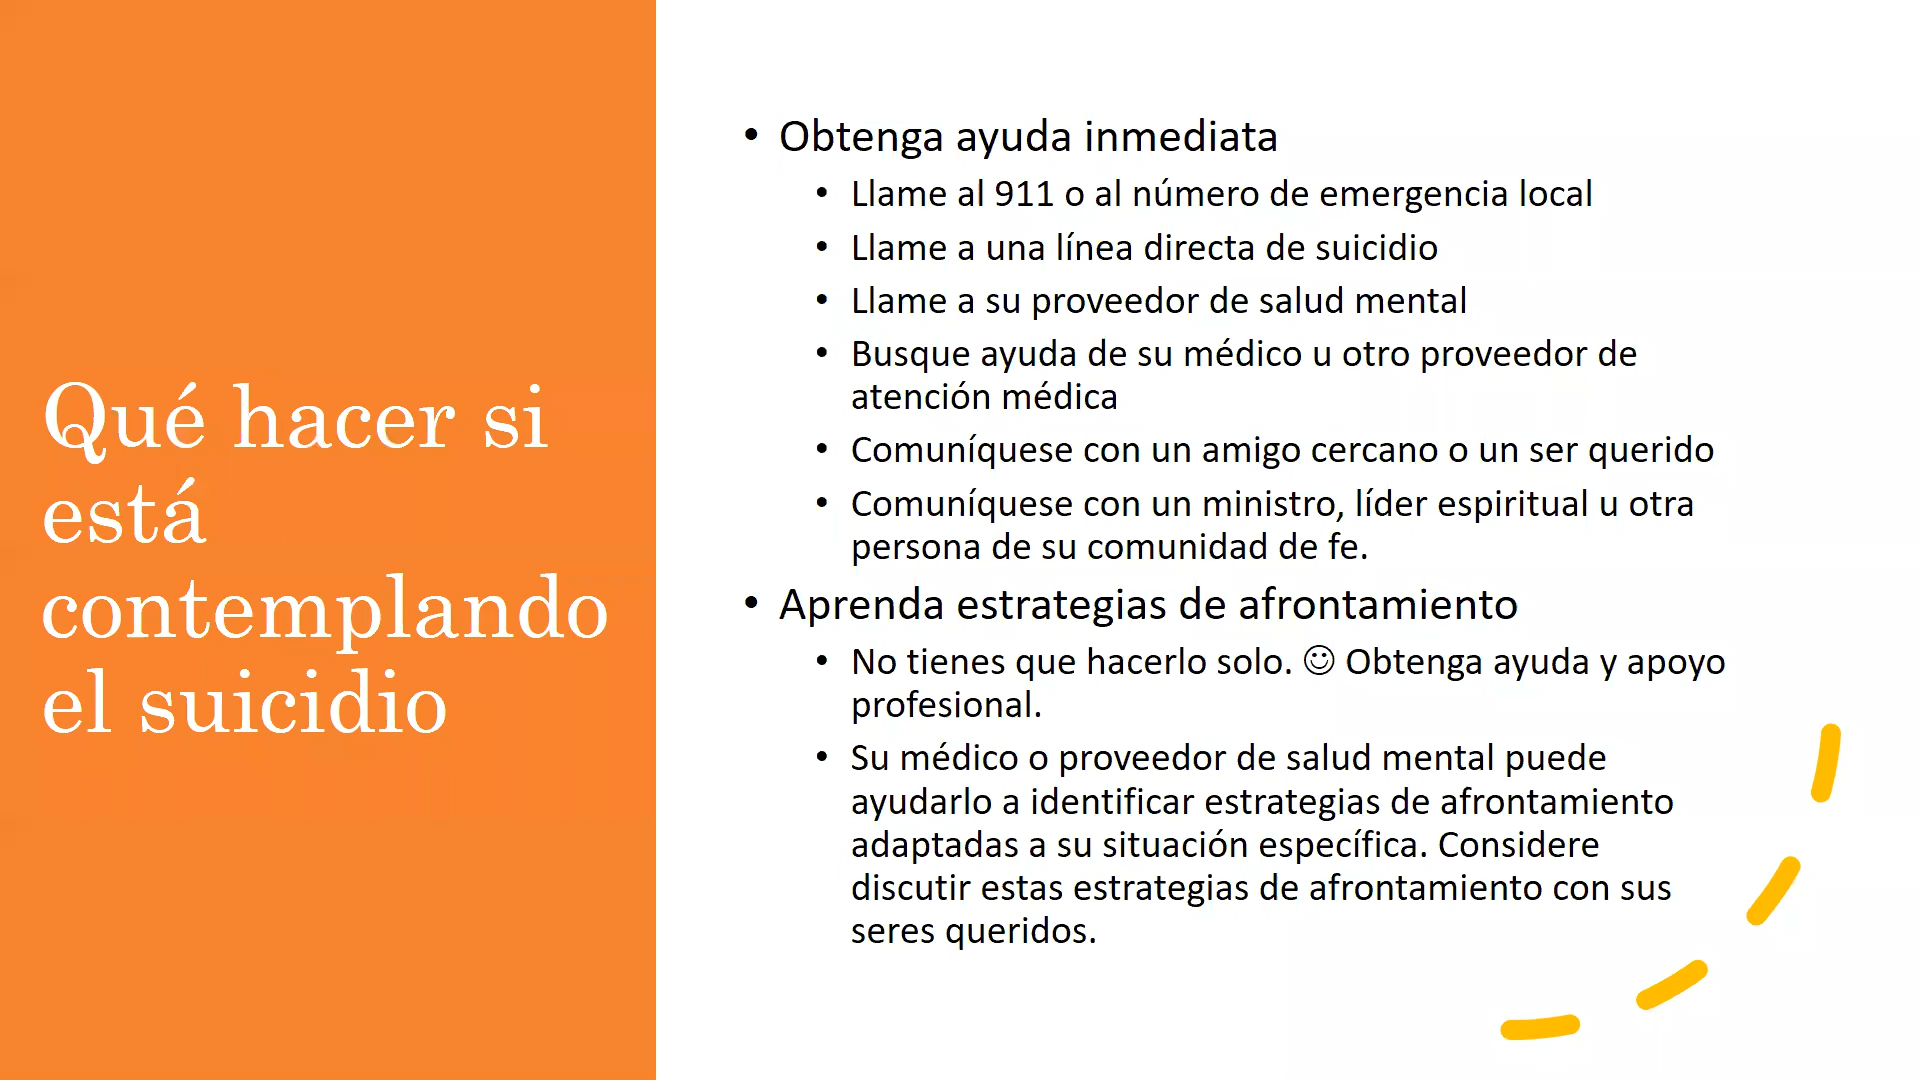 Qué hacer si
está
contemplando
el suicidio
• Obtenga ayuda inmediata
• Llame al 911 o al número de emergencia local
• Llame a una línea directa de suicidio
• Llame a su proveedor de salud mental
• Busque ayuda de su médico u otro proveedor de
atención médica
• Comuníquese con un amigo cercano o un ser querido
• Comuníquese con un ministro, líder espiritual u otra
persona de su comunidad de fe.
• Aprenda estrategias de afrontamiento
• No tienes que hacerlo solo. ☺ Obtenga ayuda y apoyo
profesional.
• Su médico o proveedor de salud mental puede
ayudarlo a identificar estrategias de afrontamiento
adaptadas a su situación específica. Considere
discutir estas estrategias de afrontamiento con sus
seres queridos.